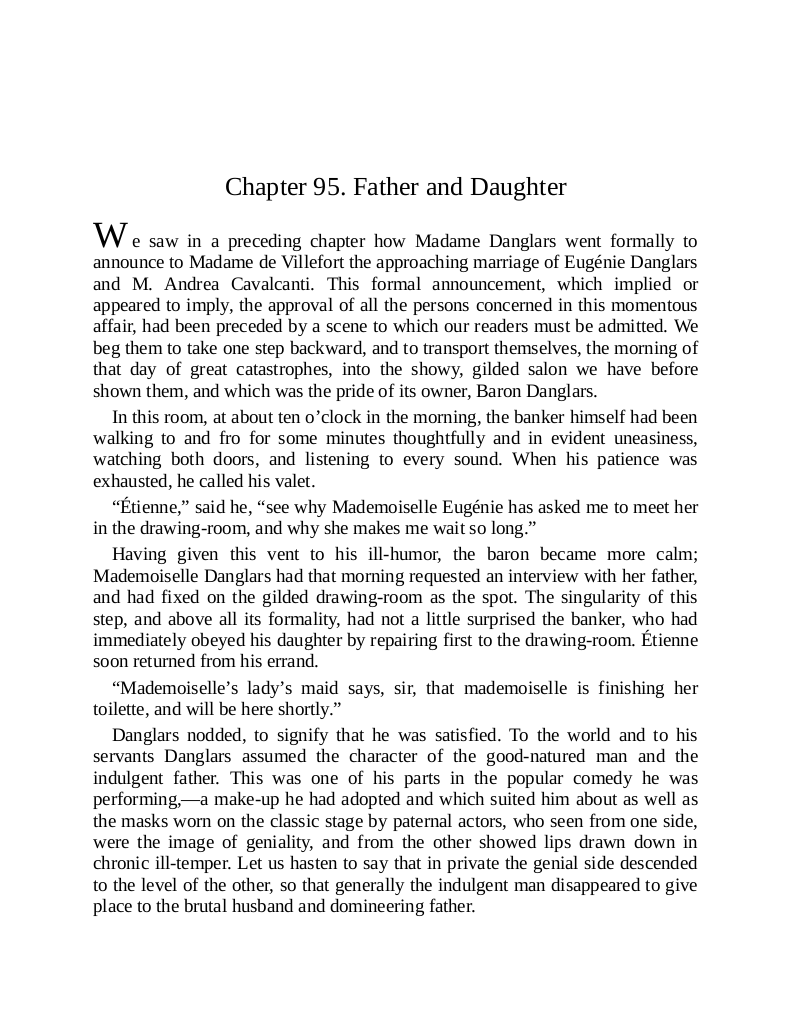 Chapter 95. Father and Daughter
We saw in a preceding chapter how Madame Danglars went formally to
announce to Madame de Villefort the approaching marriage of Eugénie Danglars
and M. Andrea Cavalcanti. This formal announcement, which implied or
appeared to imply, the approval of all the persons concerned in this momentous
affair, had been preceded by a scene to which our readers must be admitted. We
beg them to take one step backward, and to transport themselves, the morning of
that day of great catastrophes, into the showy, gilded salon we have before
shown them, and which was the pride of its owner, Baron Danglars.
In this room, at about ten o’clock in the morning, the banker himself had been
walking to and fro for some minutes thoughtfully and in evident uneasiness,
watching both doors, and listening to every sound. When his patience was
exhausted, he called his valet.
“Étienne,” said he, “see why Mademoiselle Eugénie has asked me to meet her
in the drawing-room, and why she makes me wait so long.”
Having given this vent to his ill-humor, the baron became more calm;
Mademoiselle Danglars had that morning requested an interview with her father,
and had fixed on the gilded drawing-room as the spot. The singularity of this
step, and above all its formality, had not a little surprised the banker, who had
immediately obeyed his daughter by repairing first to the drawing-room. Étienne
soon returned from his errand.
“Mademoiselle’s lady’s maid says, sir, that mademoiselle is finishing her
toilette, and will be here shortly.”
Danglars nodded, to signify that he was satisfied. To the world and to his
servants Danglars assumed the character of the good-natured man and the
indulgent father. This was one of his parts in the popular comedy he was
performing,—a make-up he had adopted and which suited him about as well as
the masks worn on the classic stage by paternal actors, who seen from one side,
were the image of geniality, and from the other showed lips drawn down in
chronic ill-temper. Let us hasten to say that in private the genial side descended
to the level of the other, so that generally the indulgent man disappeared to give
place to the brutal husband and domineering father.